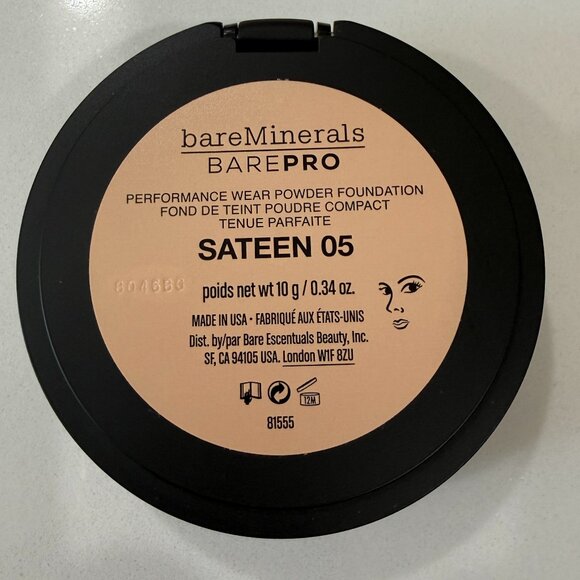 bareMinerals
BAREPRO
PERFORMANCE WEAR POWDER FOUNDATION
FOND DE TEINT POUDRE COMPACT
TENUE PARFAITE
SATEEN 05
poids net wt 10 g / 0.34 oz.
MADE IN USA • FABRIQUÉ AUX ÉTATS-UNIS
Dist. by/par Bare Escentuals Beauty, Inc.
SF, CA 94105 USA. London W1F 8ZU
12M
81555